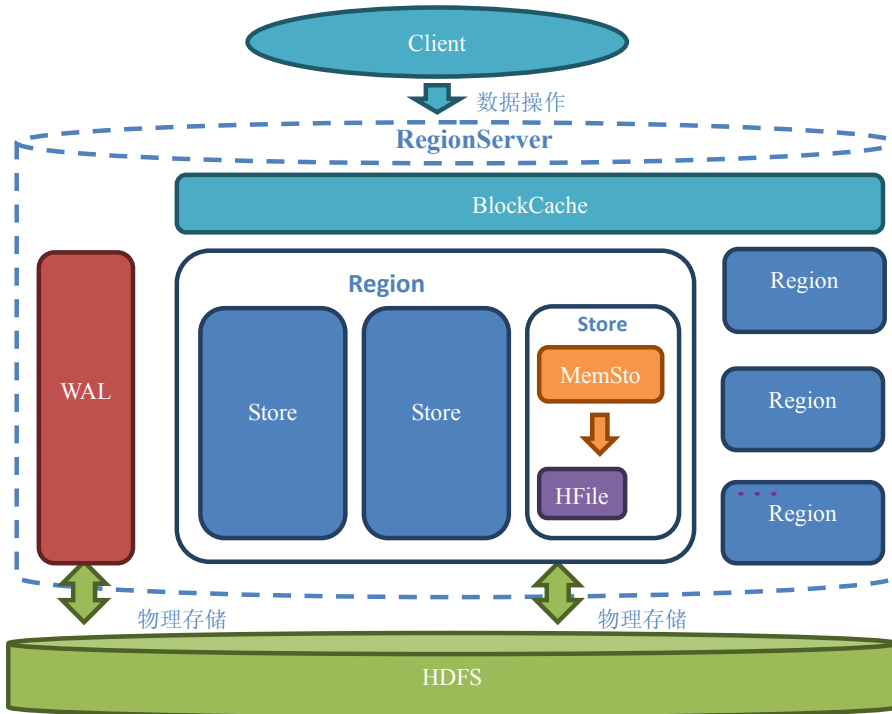 Client
数据操作
RegionServer
BlockCache
WAL
Region
Store
Store
Store
MemSto
HFile
Region
Region
...
Region
物理存储
物理存储
HDFS